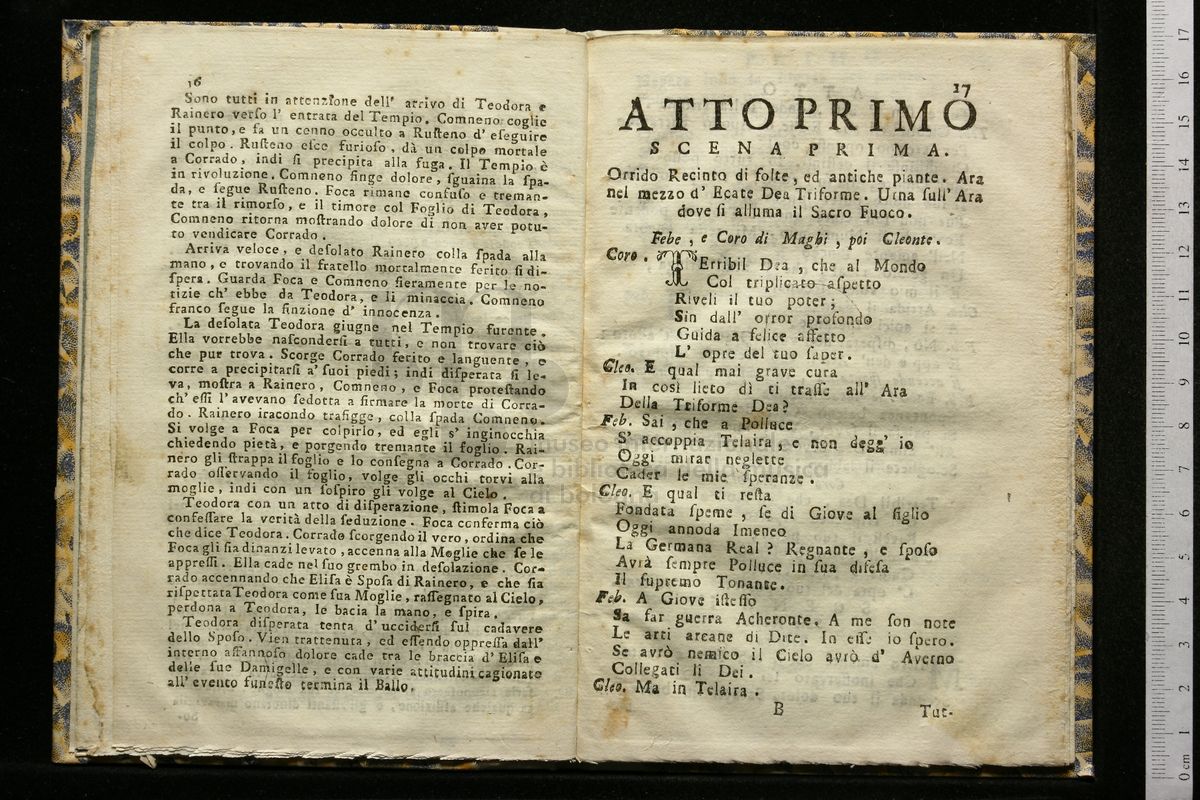 16
Sono tutti in attenzione dell' arrivo di Teodora e
Rainero verſo l' entrata del Tempio. Comneno coglie
il punto, e fa un cenno occulto a Ruſteno d' eſeguire
il colpo. Ruſteno eſce furioſo, dà un colpo mortale
a Corrado, indi ſi precipita alla fuga. Il Tempio è
in rivoluzione. Comneno finge dolore, ſguaina la ſpa-
da, e ſegue Ruſteno. Foca rimane confuſo e treman-
te tra il rimorſo, e il timore col Foglio di Teodora,
Comneno ritorna moſtrando dolore di non aver potu-
to vendicare Corrado.
Arriva veloce, e deſolato Rainero colla ſpada alla
mano, e trovando il fratello mortalmente ferito ſi di-
ſpera. Guarda Foca e Comneno fieramente per le no-
tizie ch' ebbe da Teodora, e li minaccia. Comneno
franco ſegue la finzione d' innocenza.
La deſolata Teodora giugne nel Tempio furente.
Ella vorrebbe naſconderſi a tutti, e non trovare ciò
che pur trova. Scorge Corrado ferito e languente, e
corre a precipitarſi a' ſuoi piedi; indi diſperata ſi le-
va, moſtra a Rainero, Comneno, e Foca proteſtando
ch' eſſi l' avevano ſedotta a firmare la morte di Corra-
do. Rainero iracondo trafigge, colla ſpada Comneno.
Si volge a Foca per colpirlo, ed egli s' inginocchia
chiedendo pietà, e porgendo tremante il foglio. Rai-
nero gli ſtrappa il foglio e lo conſegna a Corrado. Cor-
rado oſſervando il foglio, volge gli occhi torvi alla
moglie, indi con un ſoſpiro gli volge al Cielo.
Teodora con un atto di diſperazione, ſtimola Foca a
confeſſare la verità della ſeduzione. Foca conferma ciò
che dice Teodora. Corrado ſcorgendo il vero, ordina che
Foca gli ſia dinanzi levato, accenna alla Moglie che ſe le
appreſſi. Ella cade nel ſuo grembo in deſolazione. Cor-
rado accennando che Eliſa è Spoſa di Rainero, e che ſia
riſpettata Teodora come ſua Moglie, raſſegnato al Cielo,
perdona a Teodora, le bacia la mano, e ſpira.
Teodora diſperata tenta d' uccidersi ſul cadavere
dello Spoſo. Vien trattenuta, ed eſſendo oppreſſa dall'
interno affannoſo dolore cade tra le braccia d' Eliſa e
delle ſue Damigelle, e con varie attitudini cagionate
all' evento funeſto termina il Ballo.
17
ATTO PRIMO
SCENA PRIMA.
Orrido Recinto di folte, ed antiche piante. Ara
nel mezzo d' Ecate Dea Triforme. Urna ſull' Ara
dove ſi alluma il Sacro Fuoco.
Febe, e Coro di Maghi, poi Cleonte.
Coro. TErribil Dea, che al Mondo
Col triplicato aſpetto
Riveli il tuo poter;
Sin dall' orror profondo
Guida a felice affetto
L' opre del tuo ſaper.
Cleo. E qual mai grave cura
In così lieto dì ti traſſe all' Ara
Della Triforme Dea?
Feb. Sai, che a Polluce
S' accoppia Telaira, e non degg' io
Oggi mirar neglette
Cader le mie ſperanze.
Cleo. E qual ti reſta
Fondata ſpeme, ſe di Giove al figlio
Oggi annoda Imeneo
La Germana Real? Regnante, e ſpoſo
Avrà ſempre Polluce in ſua difeſa
Il ſupremo Tonante.
Feb. A Giove iſteſſo
Sa far guerra Acheronte. A me ſon note
Le arti arcane di Dite. In eſſe io ſpero.
Se avrò nemico il Cielo avrò d' Averno
Collegati li Dei.
Cleo. Ma in Telaira.
B Tut-